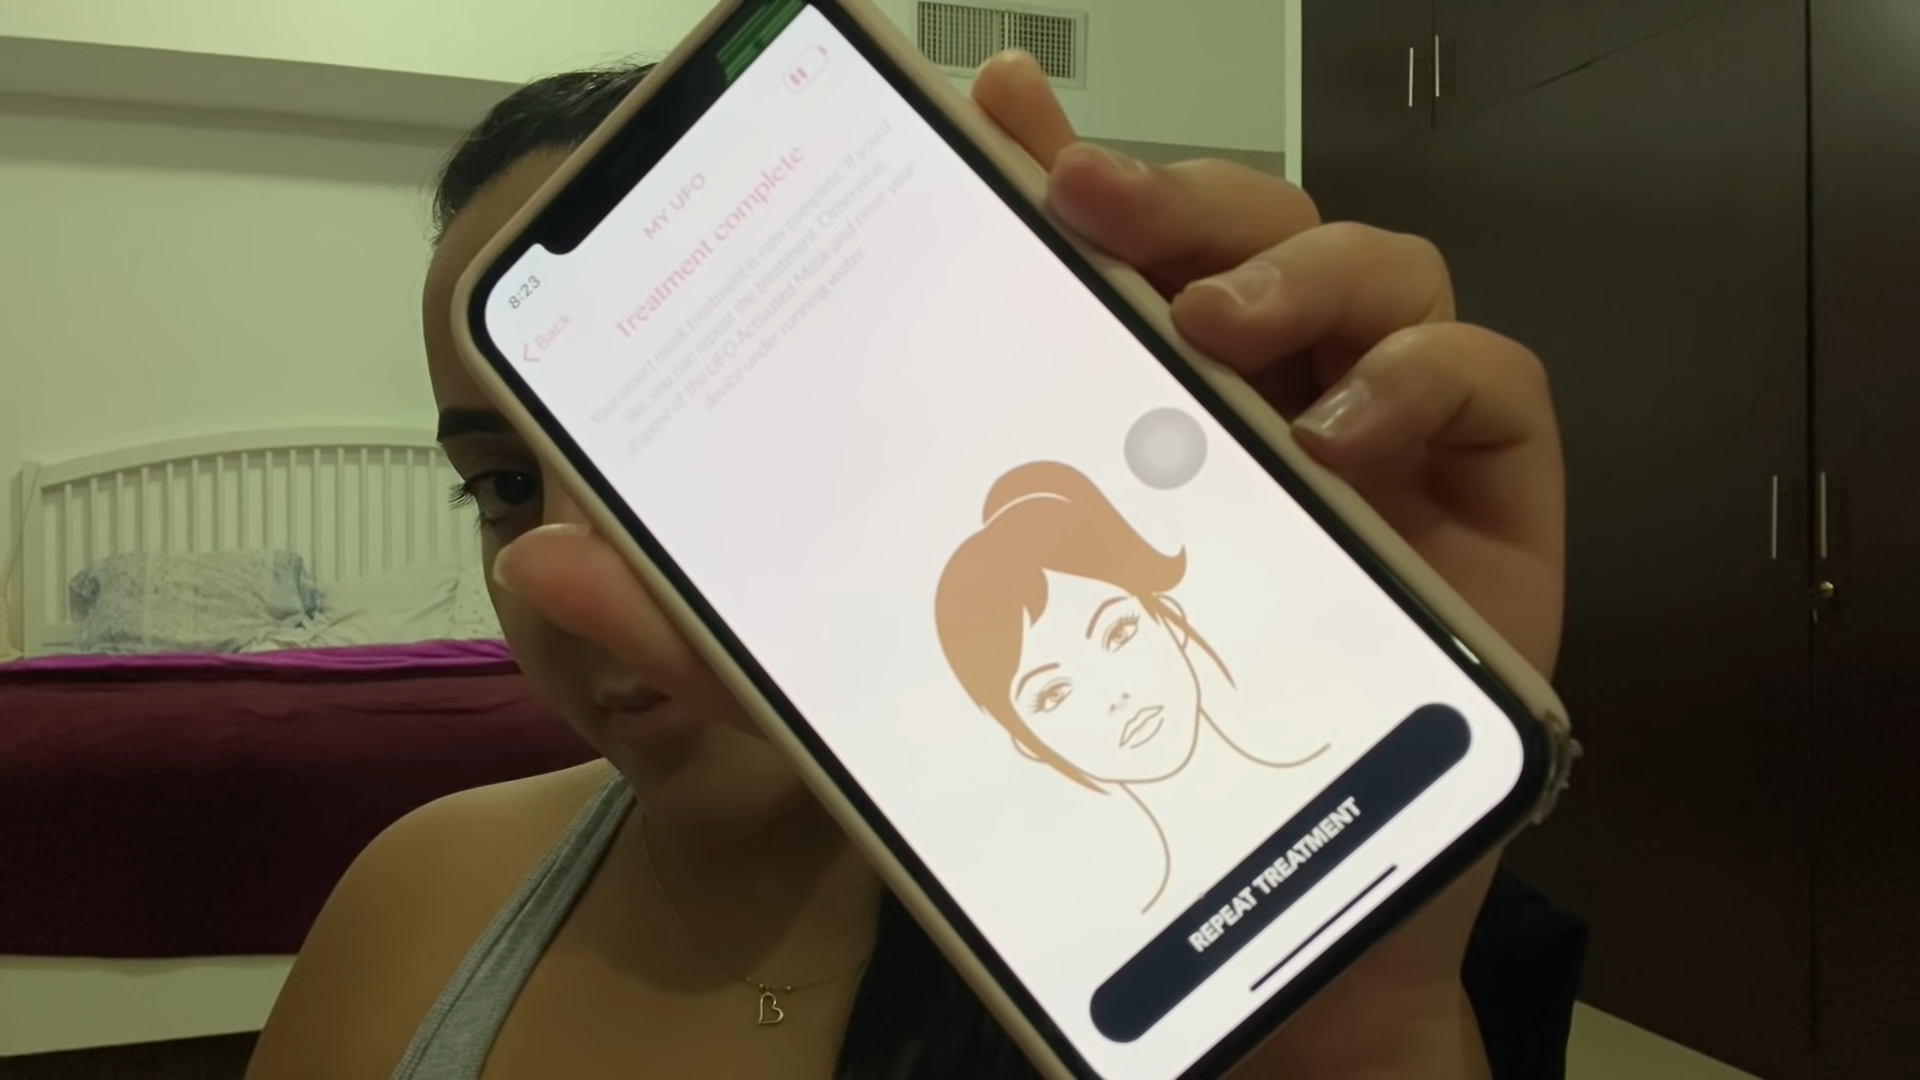 8:23
Back
MY UFO
Treatment complete
Your smart mask treatment is now complete. If you'd
like, you can repeat the treatment. Otherwise,
dispose of the UFO Activated Mask and rinse your
device under running water
REPEAT TREATMENT
B